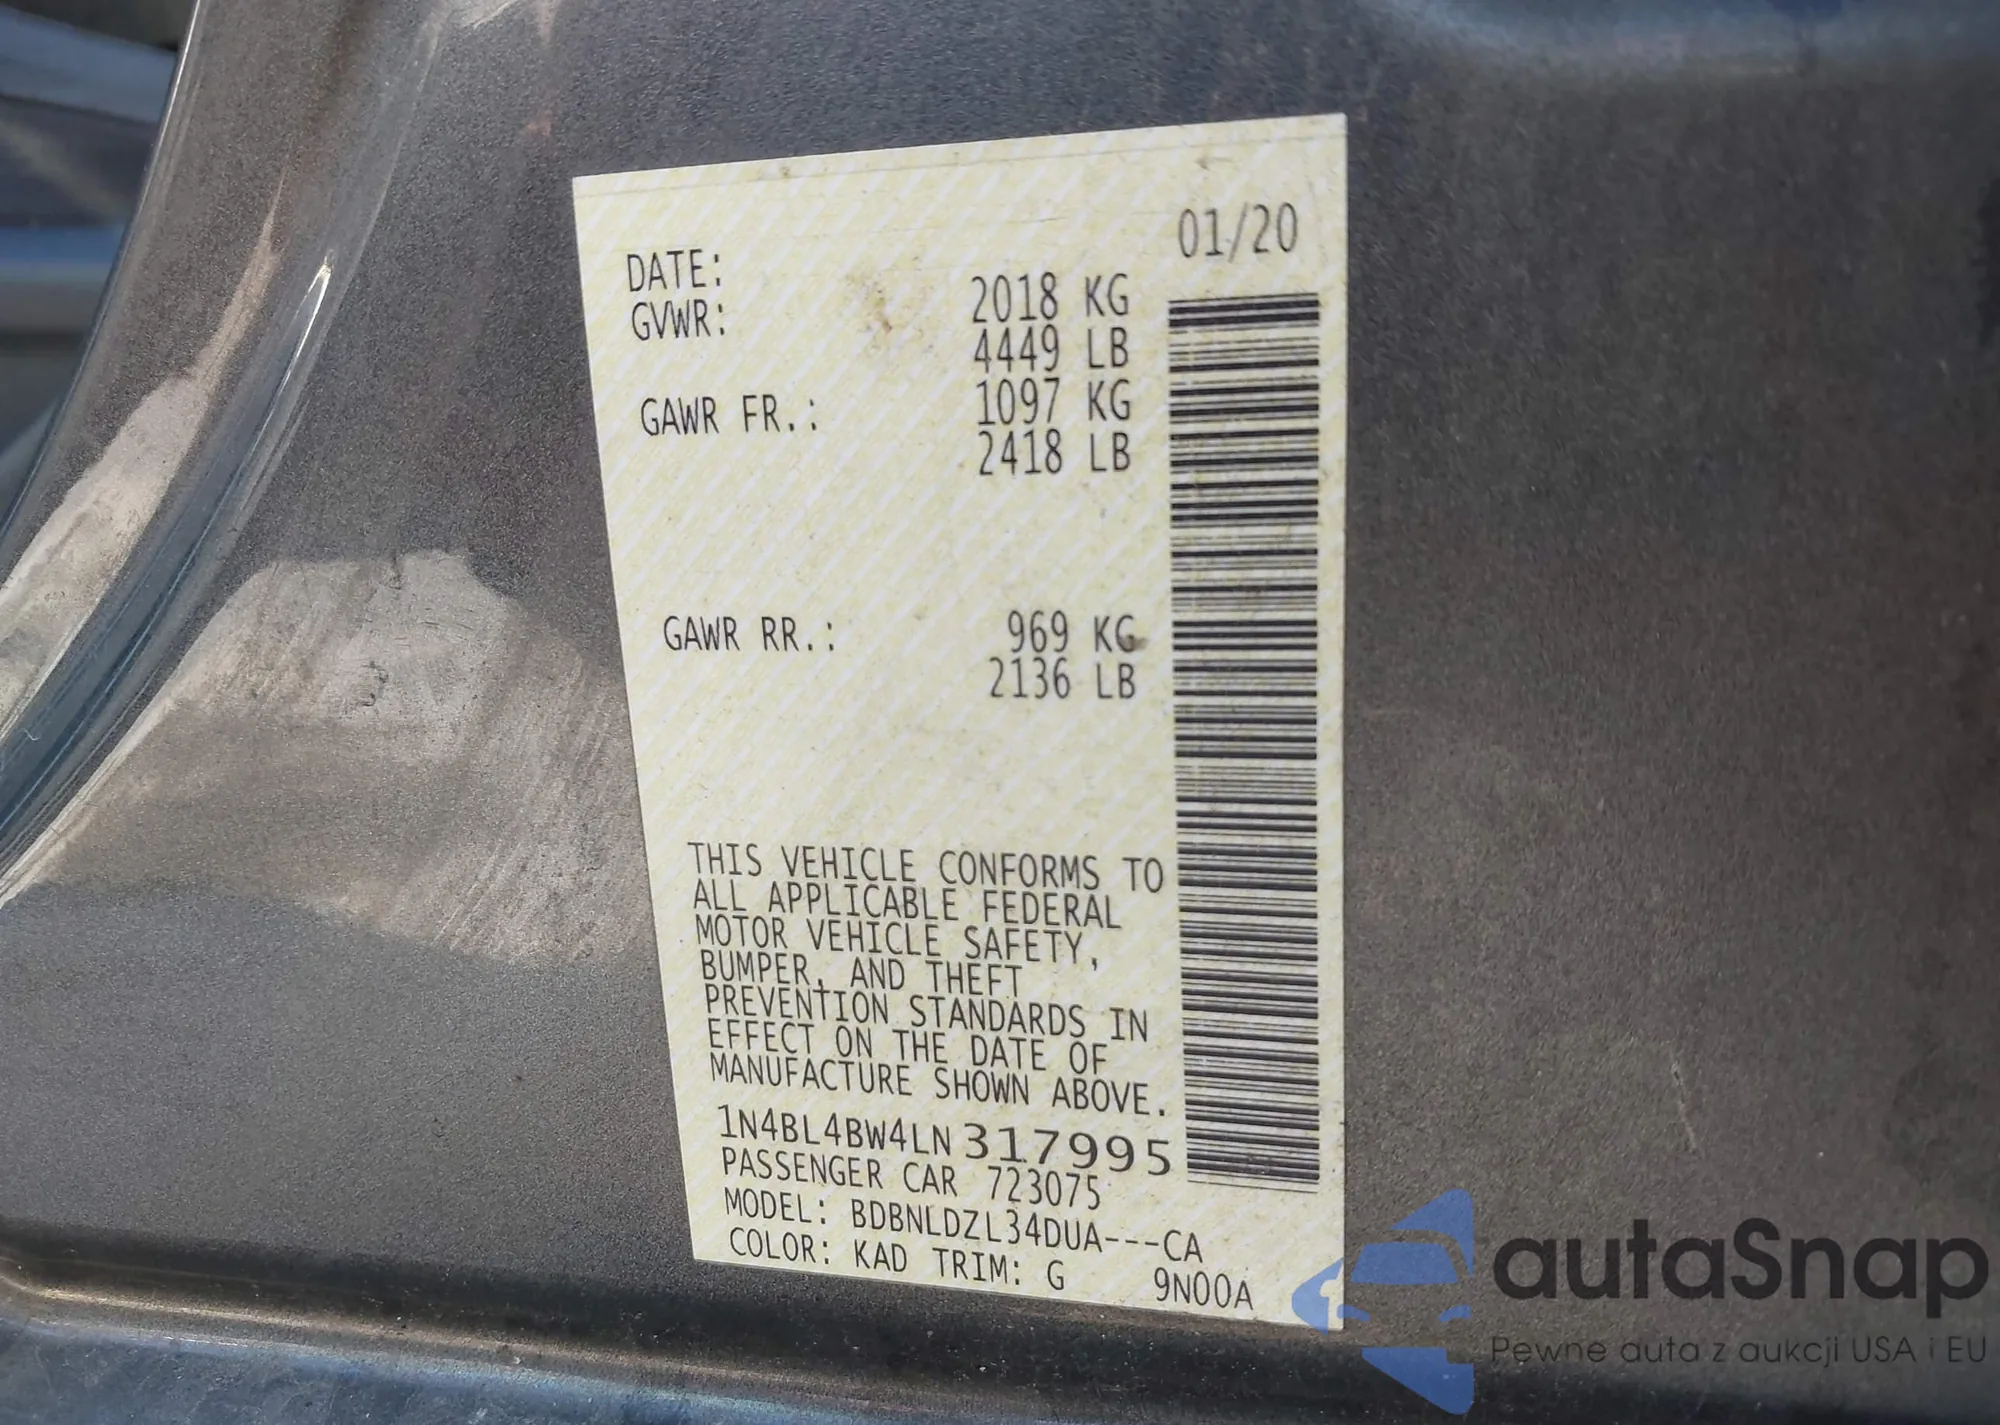 01/20
DATE:
GVWR: 2018 KG
4449 LB
GAWR FR.: 1097 KG
2418 LB
GAWR RR.: 969 KG
2136 LB
THIS VEHICLE CONFORMS TO
ALL APPLICABLE FEDERAL
MOTOR VEHICLE SAFETY,
BUMPER, AND THEFT
PREVENTION STANDARDS IN
EFFECT ON THE DATE OF
MANUFACTURE SHOWN ABOVE.
1N4BL4BW4LN317995
PASSENGER CAR 723075
MODEL: BDBNLDZL34DUA---CA
COLOR: KAD TRIM: G 9N00A
autaSnap
Pewne auta z aukcji USA i EU